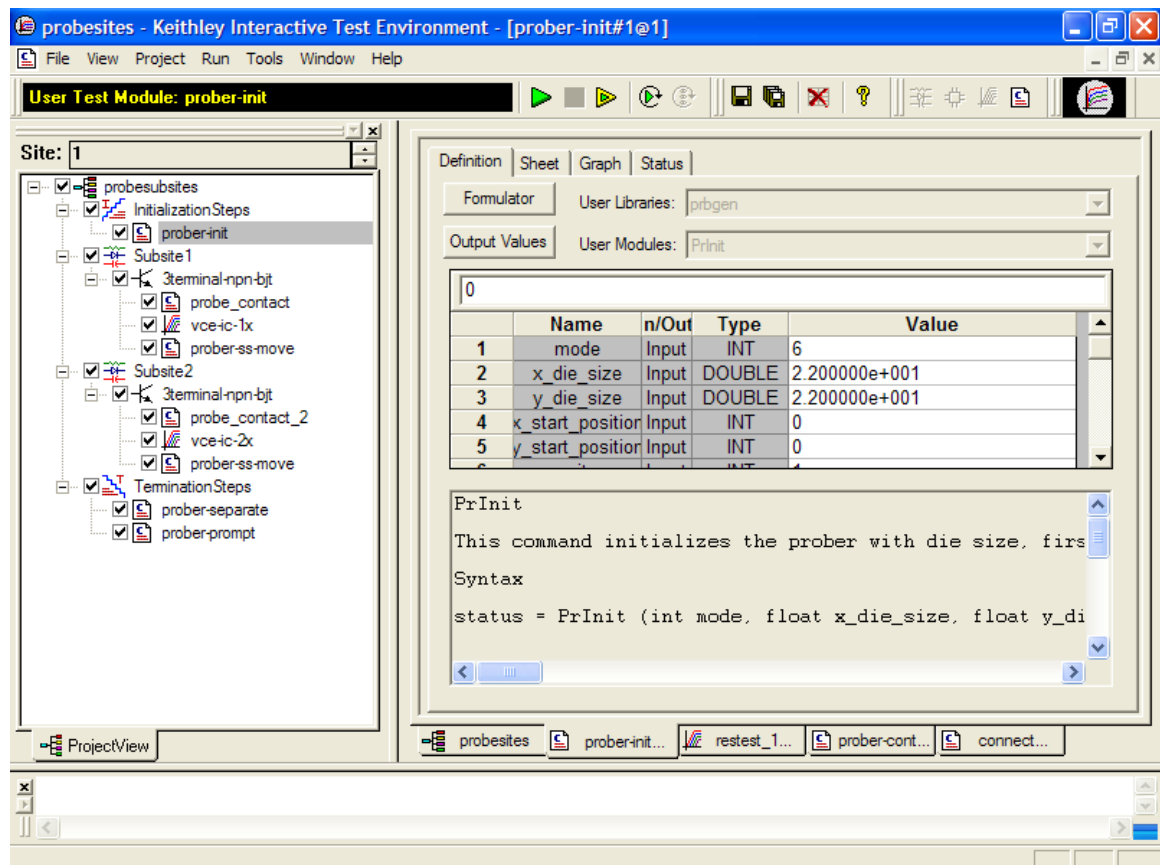 probesites - Keithley Interactive Test Environment - [prober-init#1@1]
File View Project Run Tools Window Help
User Test Module: prober-init
Site: 1
probesubsites
InitializationSteps
prober-init
Subsite1
3terminal-npn-bjt
probe_contact
vce-ic-1x
prober-ss-move
Subsite2
3terminal-npn-bjt
probe_contact_2
vce-ic-2x
prober-ss-move
TerminationSteps
prober-separate
prober-prompt
ProjectView
Definition Sheet Graph Status
Formulator User Libraries: prbgen
Output Values User Modules: PrInit
0
Name n/Out Type Value
1 mode Input INT 6
2 x_die_size Input DOUBLE 2.200000e+001
3 y_die_size Input DOUBLE 2.200000e+001
4 x_start_position Input INT 0
5 y_start_position Input INT 0
PrInit
This command initializes the prober with die size, firs
Syntax
status = PrInit (int mode, float x_die_size, float y_di
probesites prober-init... restest_1... prober-cont... connect...